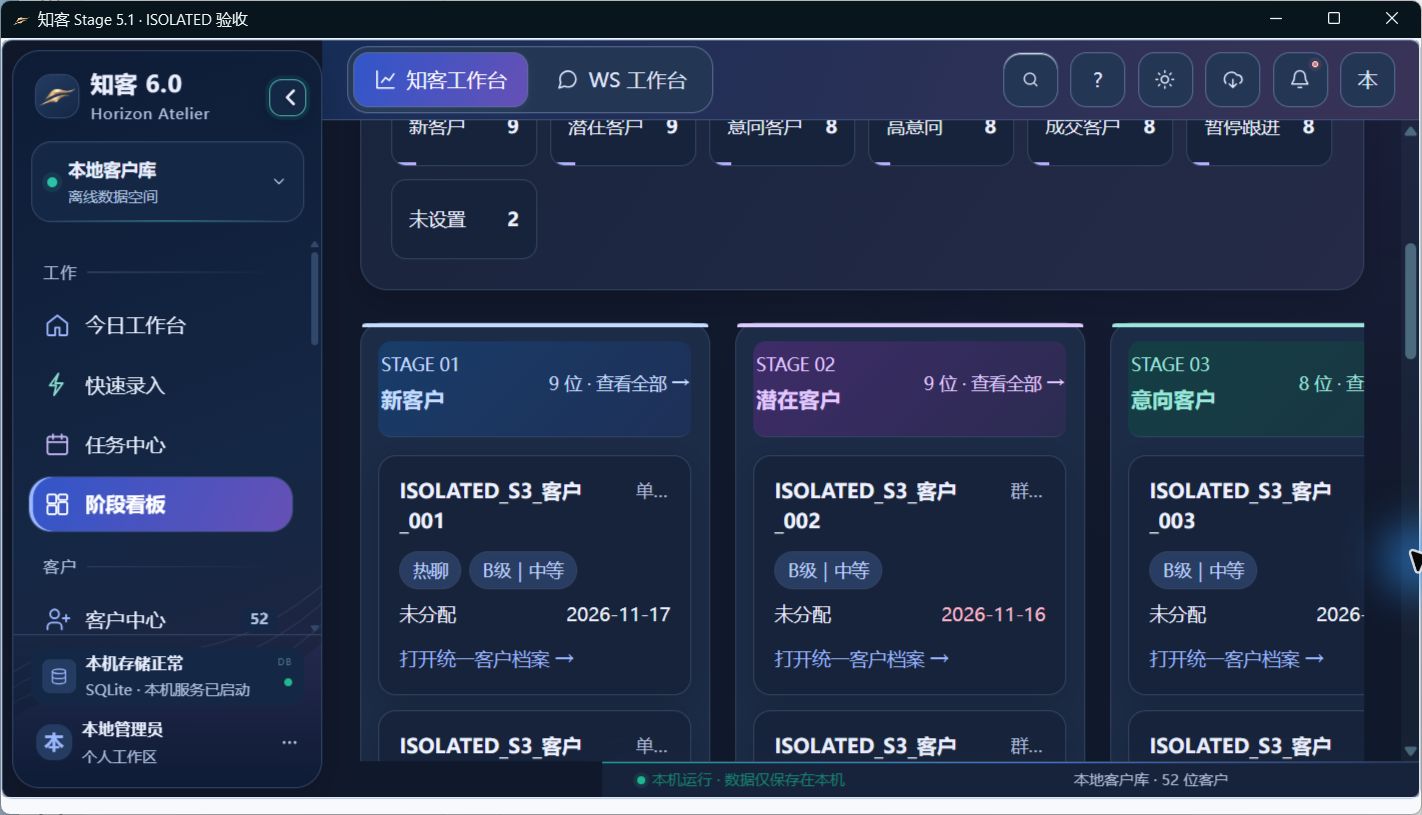 知客 Stage 5.1 · ISOLATED 验收
知客 6.0
Horizon Atelier
本地客户库
离线数据空间
工作
今日工作台
快速录入
任务中心
阶段看板
客户
客户中心 52
本机存储正常 DB
SQLite · 本机服务已启动
本 本地管理员
个人工作区
知客工作台 WS 工作台 ? 本
新客户 9 潜在客户 9 意向客户 8 高意向 8 成交客户 8 暂停跟进 8
未设置 2
STAGE 01
新客户
9 位 · 查看全部 →
STAGE 02
潜在客户
9 位 · 查看全部 →
STAGE 03
意向客户
8 位 · 查
ISOLATED_S3_客户 单...
_001
热聊 B级 | 中等
未分配 2026-11-17
打开统一客户档案 →
ISOLATED_S3_客户 群...
_002
B级 | 中等
未分配 2026-11-16
打开统一客户档案 →
ISOLATED_S3_客户
_003
B级 | 中等
未分配 2026-
打开统一客户档案 →
ISOLATED_S3_客户 单...
ISOLATED_S3_客户 群...
ISOLATED_S3_客户
本机运行 · 数据仅保存在本机
本地客户库 · 52 位客户